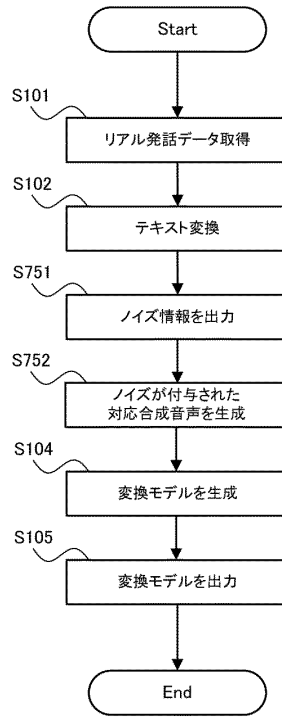 Start
S101
リアル発話データ取得
S102
テキスト変換
S751
ノイズ情報を出力
S752
ノイズが付与された
対応合成音声を生成
S104
変換モデルを生成
S105
変換モデルを出力
End